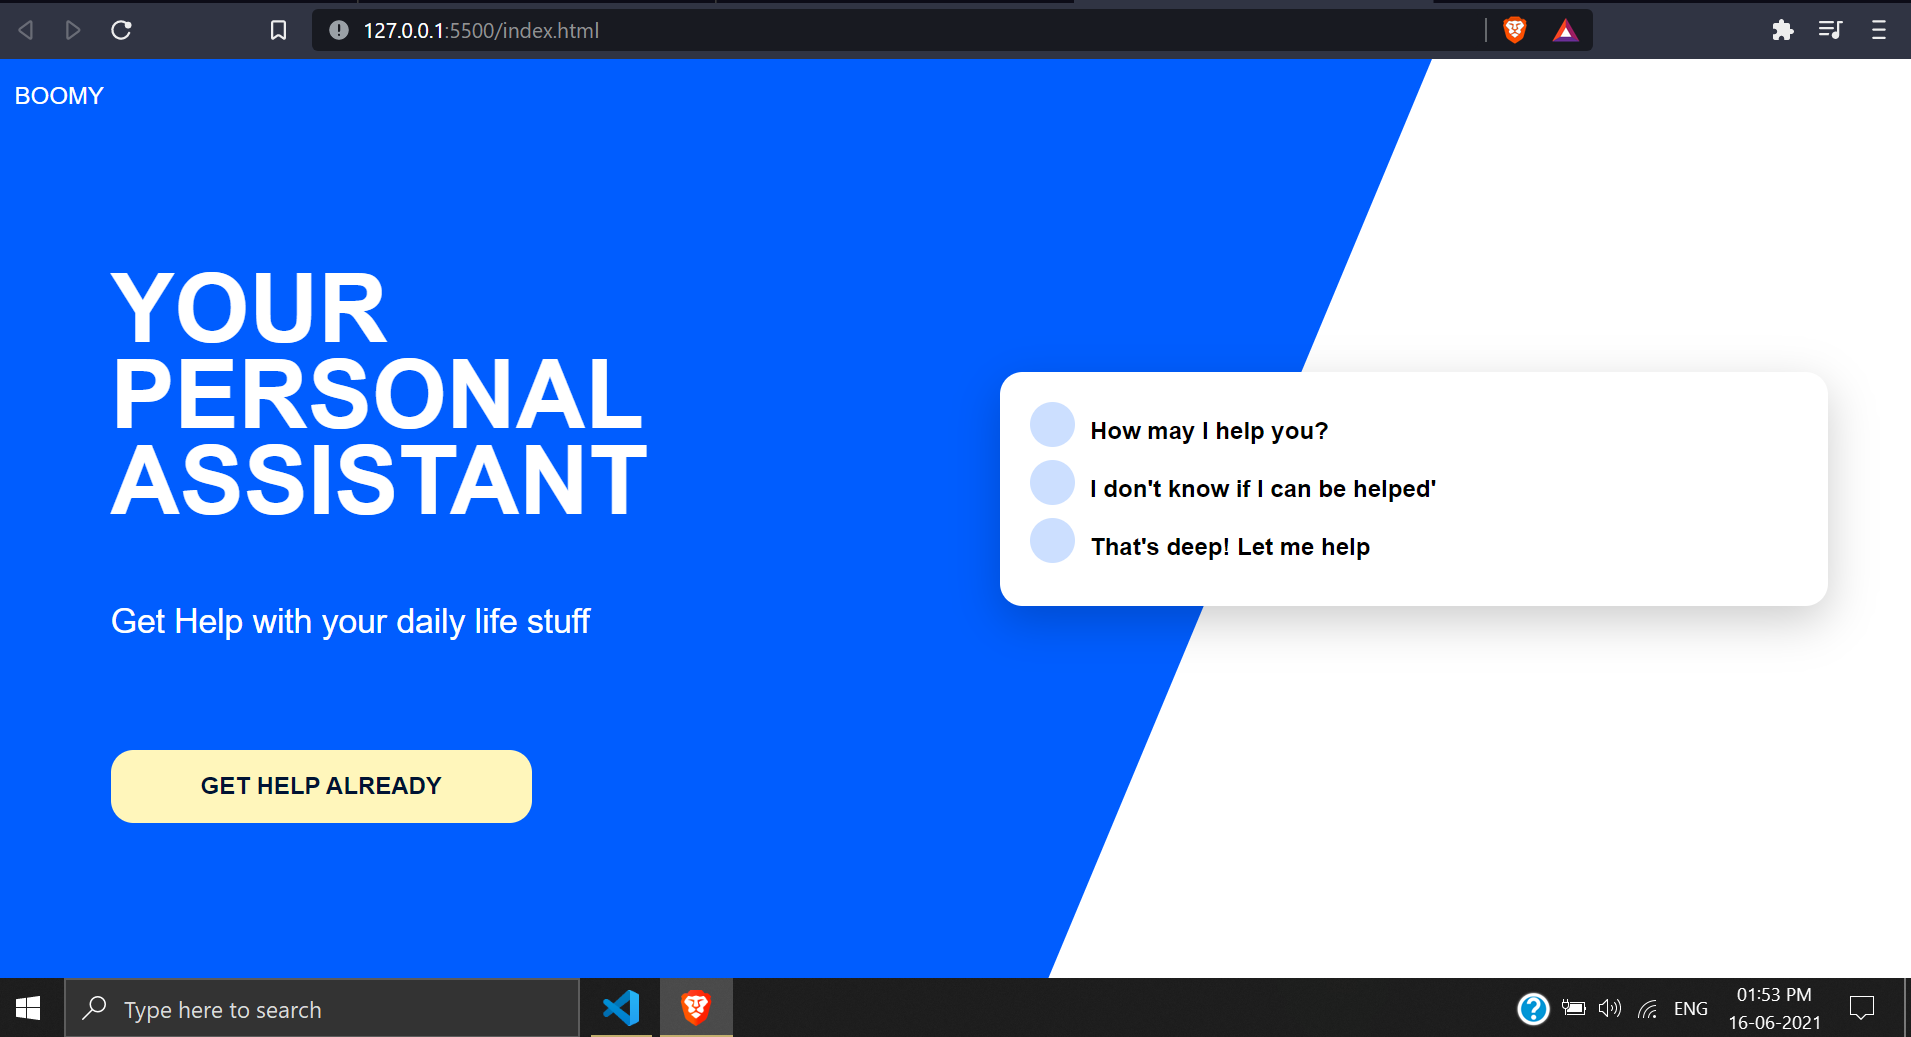 127.0.0.1:5500/index.html
BOOMY
YOUR
PERSONAL
ASSISTANT
Get Help with your daily life stuff
GET HELP ALREADY
How may I help you?
I don't know if I can be helped'
That's deep! Let me help
Type here to search
ENG
01:53 PM
16-06-2021